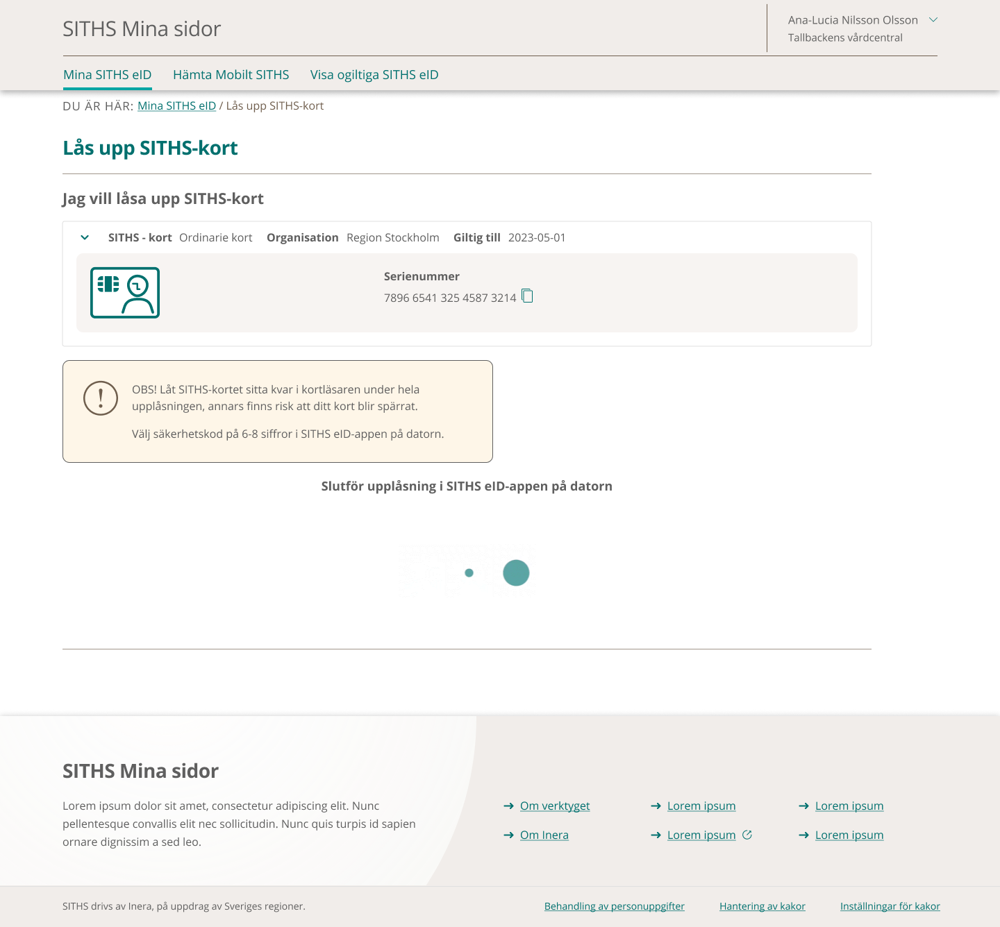 SITHS Mina sidor
Ana-Lucia Nilsson Olsson
Tallbackens vårdcentral
Mina SITHS eID Hämta Mobilt SITHS Visa ogiltiga SITHS eID
DU ÄR HÄR: Mina SITHS eID / Lås upp SITHS-kort
Lås upp SITHS-kort
Jag vill låsa upp SITHS-kort
SITHS - kort Ordinarie kort Organisation Region Stockholm Giltig till 2023-05-01
Serienummer
7896 6541 325 4587 3214
OBS! Låt SITHS-kortet sitta kvar i kortläsaren under hela
upplåsningen, annars finns risk att ditt kort blir spärrat.
Välj säkerhetskod på 6-8 siffror i SITHS eID-appen på datorn.
Slutför upplåsning i SITHS eID-appen på datorn
SITHS Mina sidor
Lorem ipsum dolor sit amet, consectetur adipiscing elit. Nunc
pellentesque convallis elit nec sollicitudin. Nunc quis turpis id sapien
ornare dignissim a sed leo.
Om verktyget Lorem ipsum Lorem ipsum
Om Inera Lorem ipsum Lorem ipsum
SITHS drivs av Inera, på uppdrag av Sveriges regioner.
Behandling av personuppgifter Hantering av kakor Inställningar för kakor